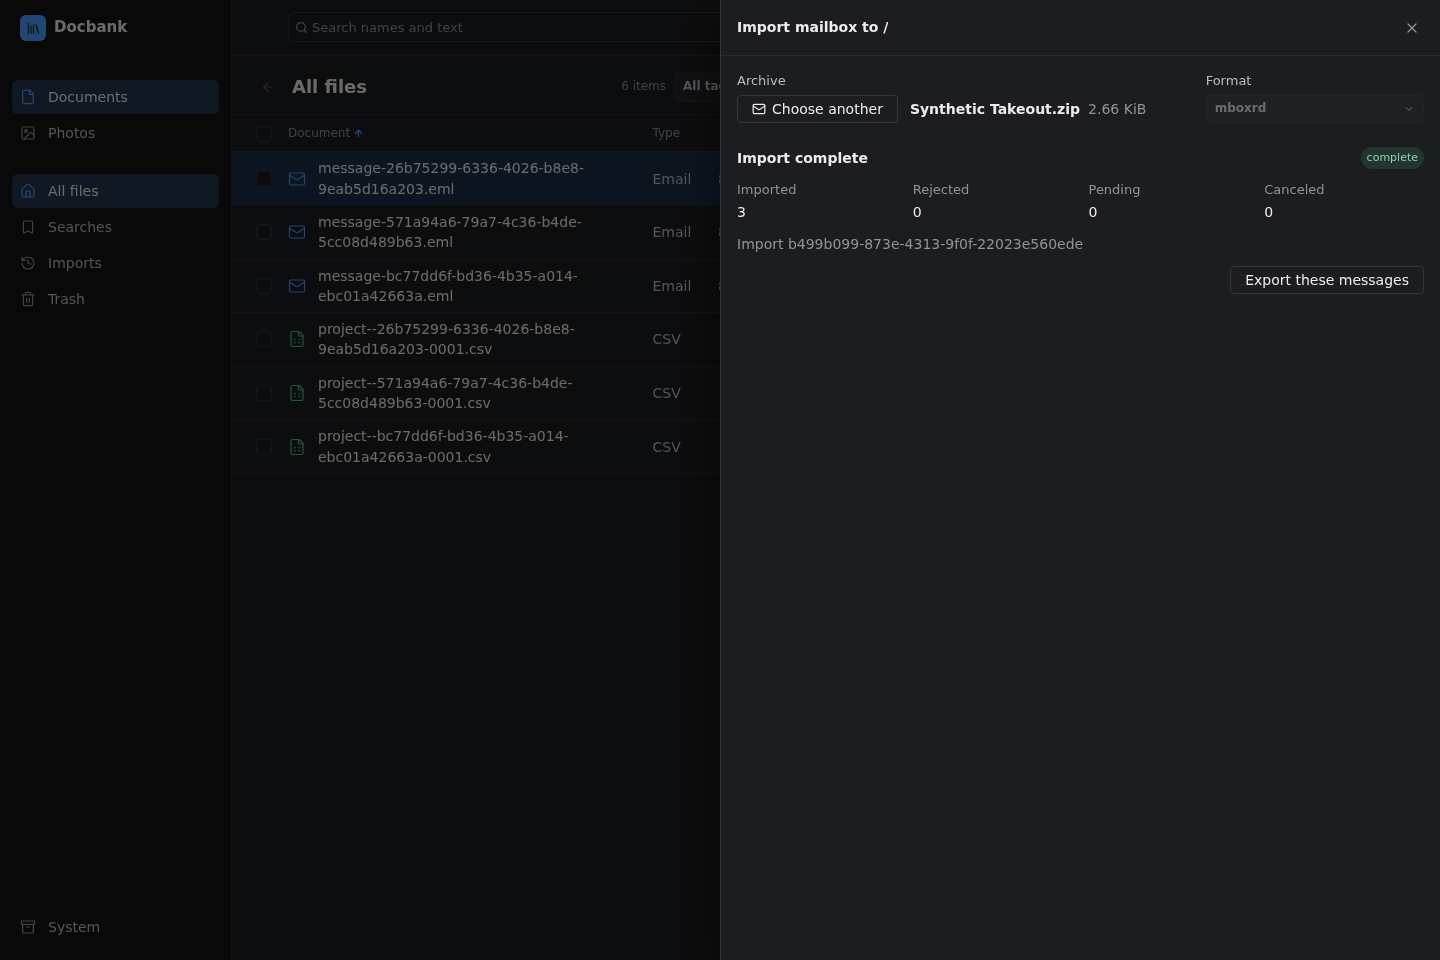 Docbank
Documents
Photos
All files
Searches
Imports
Trash
System
Search names and text
All files
6 items
All
Document
Type
message-26b75299-6336-4026-b8e8-
9eab5d16a203.eml
Email
message-571a94a6-79a7-4c36-b4de-
5cc08d489b63.eml
Email
message-bc77dd6f-bd36-4b35-a014-
ebc01a42663a.eml
Email
project--26b75299-6336-4026-b8e8-
9eab5d16a203-0001.csv
CSV
project--571a94a6-79a7-4c36-b4de-
5cc08d489b63-0001.csv
CSV
project--bc77dd6f-bd36-4b35-a014-
ebc01a42663a-0001.csv
CSV
Import mailbox to /
Archive
Choose another
Synthetic Takeout.zip 2.66 KiB
Format
mboxrd
Import complete
complete
Imported
3
Rejected
0
Pending
0
Canceled
0
Import b499b099-873e-4313-9f0f-22023e560ede
Export these messages